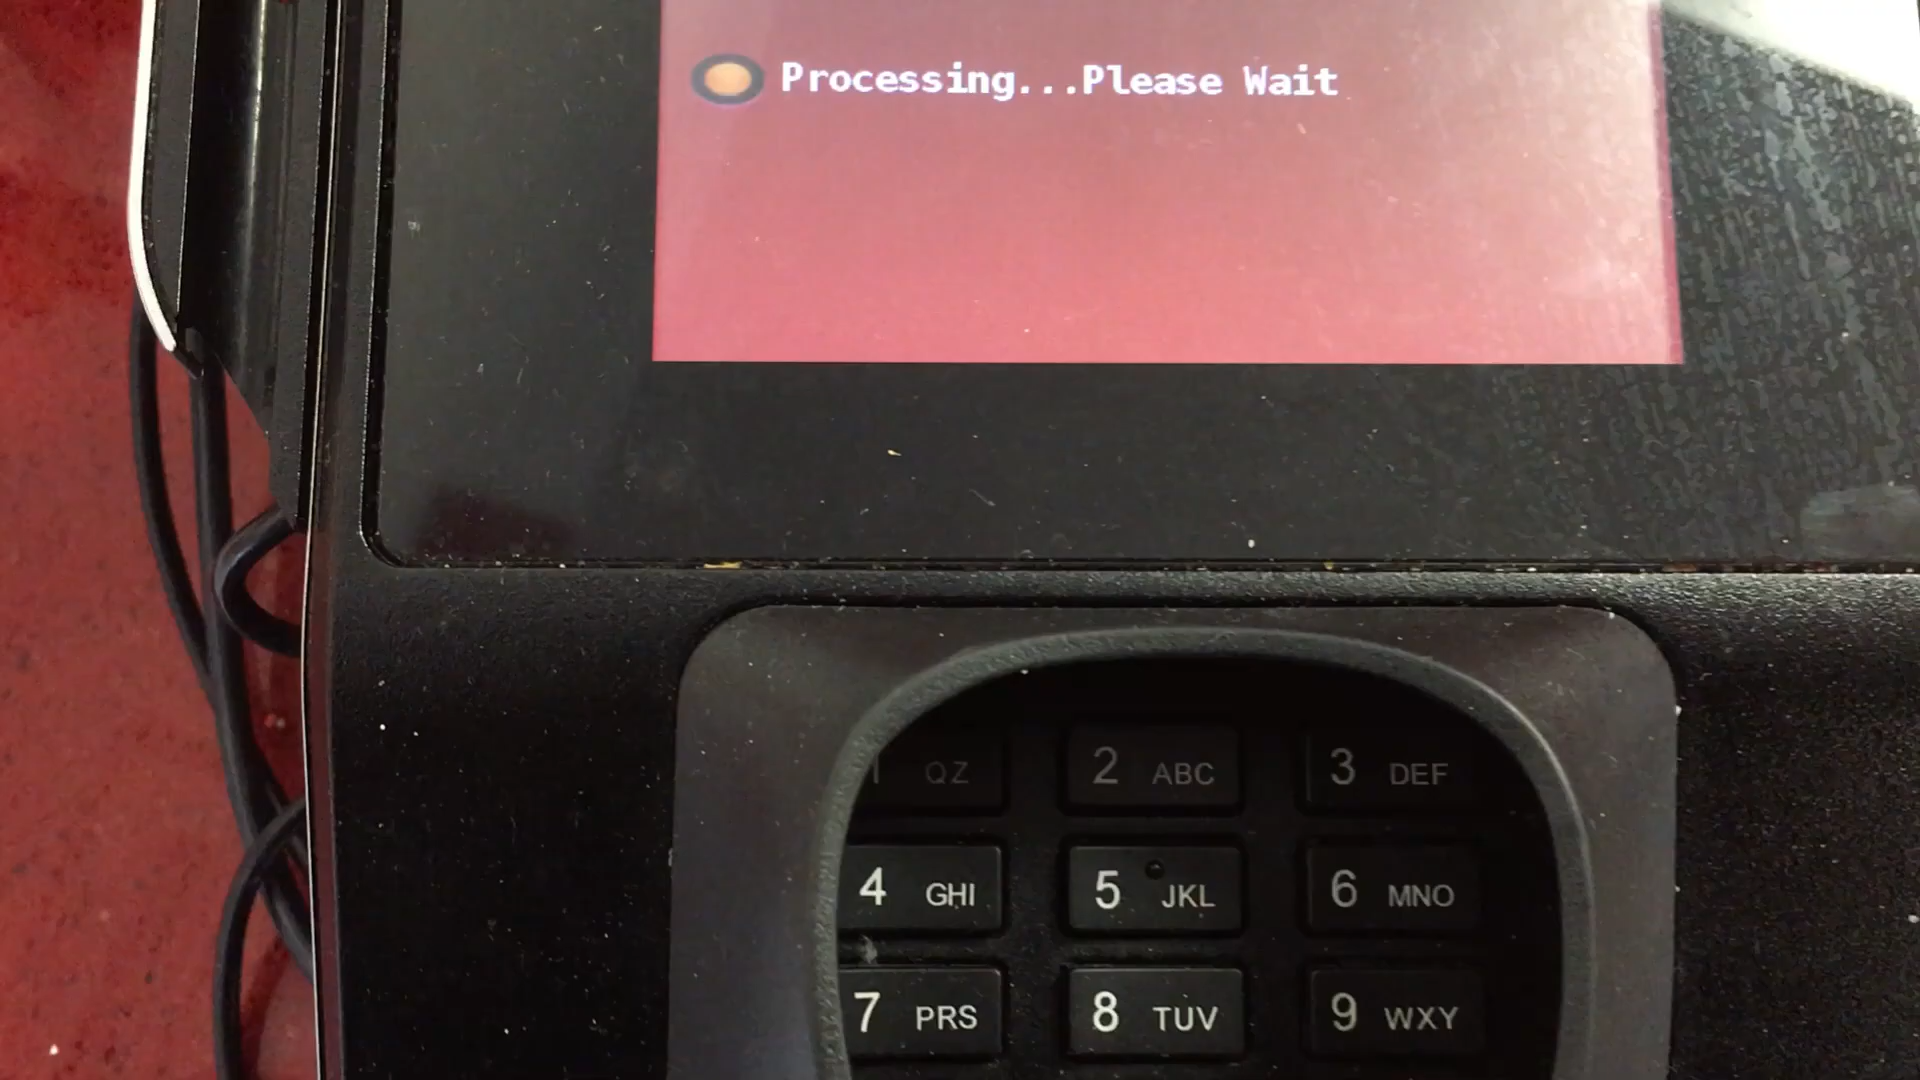 Processing...Please Wait
1 QZ 2 ABC 3 DEF
4 GHI 5 JKL 6 MNO
7 PRS 8 TUV 9 WXY